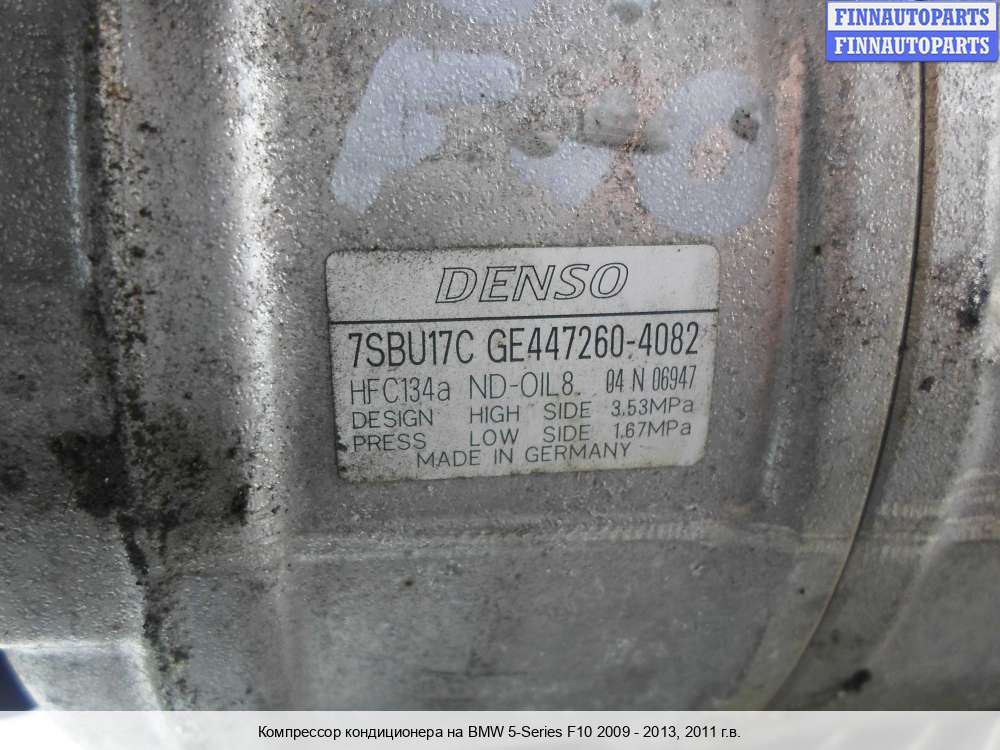 FINNAUTOPARTS
FINNAUTOPARTS
F10
DENSO
7SBU17C GE447260-4082
HFC134a ND-OIL8 04 N 06947
DESIGN HIGH SIDE 3.53MPa
PRESS LOW SIDE 1.67MPa
MADE IN GERMANY
Компрессор кондиционера на BMW 5-Series F10 2009 - 2013, 2011 г.в.